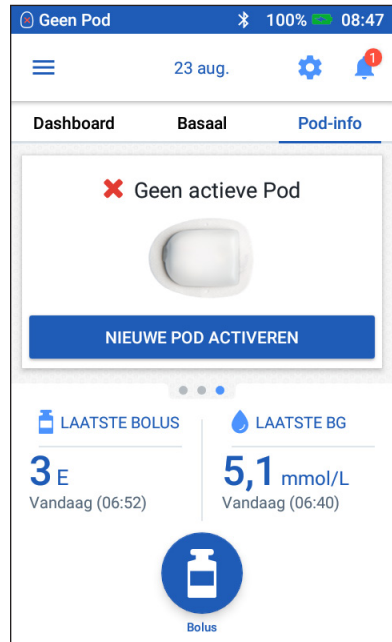 Geen Pod 100% 08:47
23 aug. 1
Dashboard Basaal Pod-info
Geen actieve Pod
NIEUWE POD ACTIVEREN
LAATSTE BOLUS LAATSTE BG
3 E 5,1 mmol/L
Vandaag (06:52) Vandaag (06:40)
Bolus